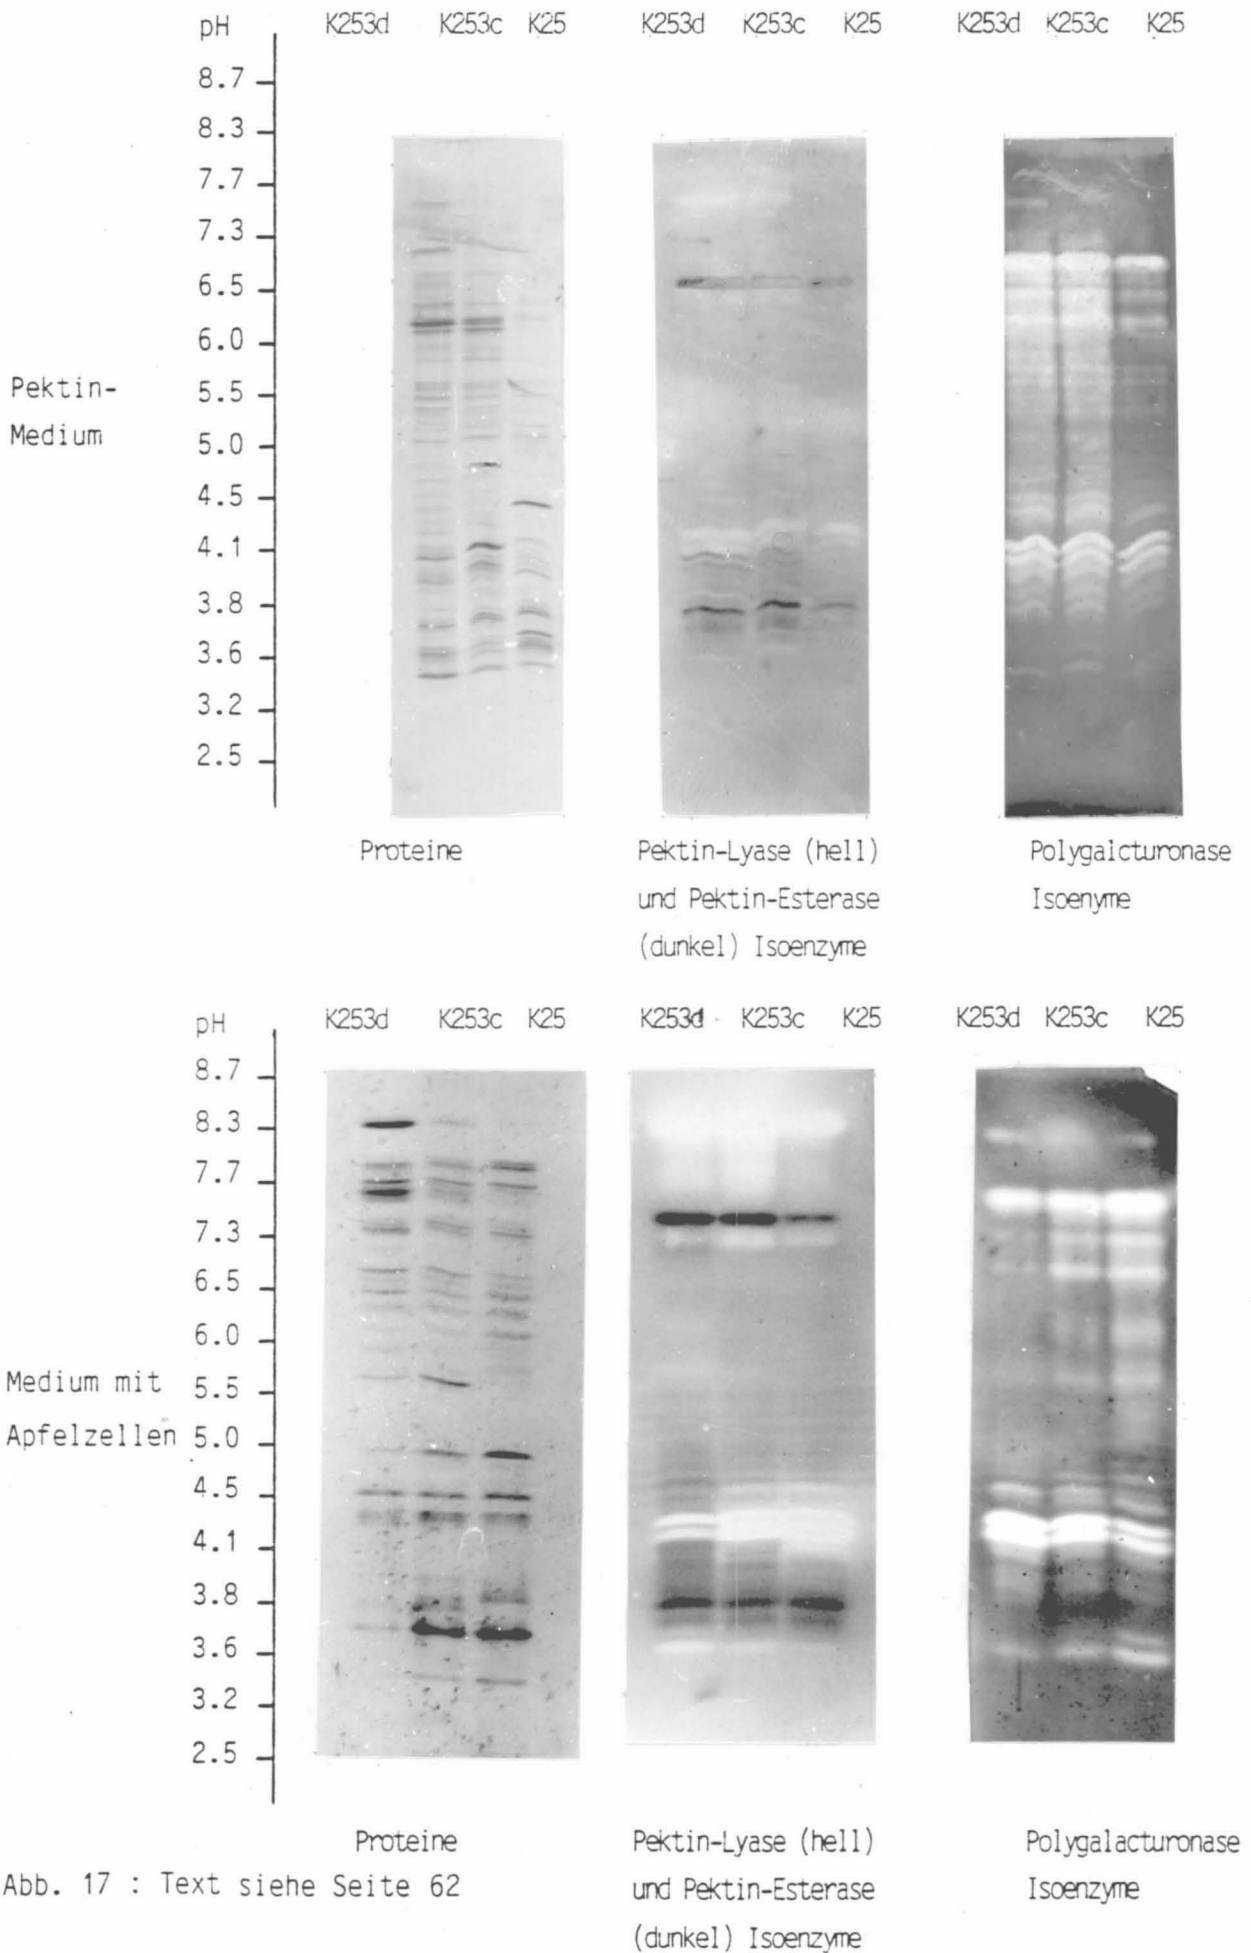 pH K253d K253c K25 K253d K253c K25 K253d K253c K25
8.7
8.3
7.7
7.3
6.5
6.0
Pektin-
5.5
Medium
5.0
4.5
4.1
3.8
3.6
3.2
2.5
Proteine
Pektin-Lyase (hell)
und Pektin-Esterase
(dunkel) Isoenzyme
Polygalcturonase
Isoenyme
pH K253d K253c K25 K253d K253c K25 K253d K253c K25
8.7
8.3
7.7
7.3
6.5
6.0
Medium mit
5.5
Apfelzellen
5.0
4.5
4.1
3.8
3.6
3.2
2.5
Proteine
Pektin-Lyase (hell)
und Pektin-Esterase
(dunkel) Isoenzyme
Polygalacturonase
Isoenzyme
Abb. 17 : Text siehe Seite 62